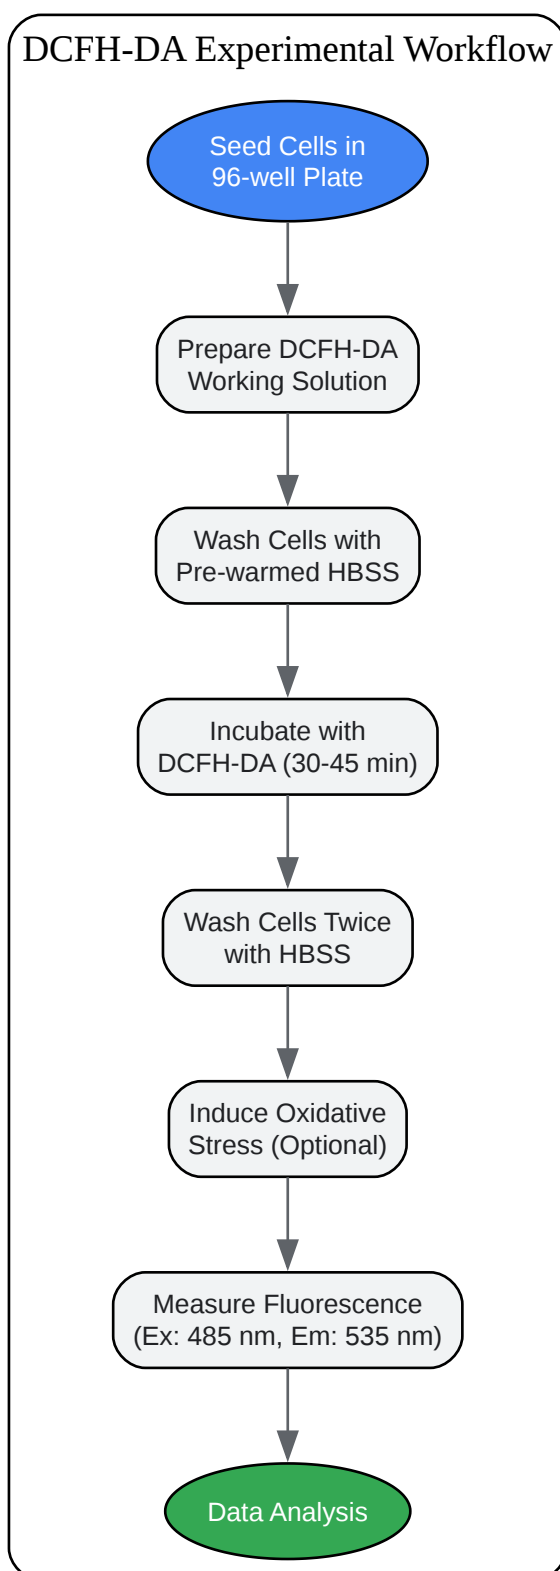 DCFH-DA Experimental Workflow
Seed Cells in
96-well Plate
Prepare DCFH-DA
Working Solution
Wash Cells with
Pre-warmed HBSS
Incubate with
DCFH-DA (30-45 min)
Wash Cells Twice
with HBSS
Induce Oxidative
Stress (Optional)
Measure Fluorescence
(Ex: 485 nm, Em: 535 nm)
Data Analysis